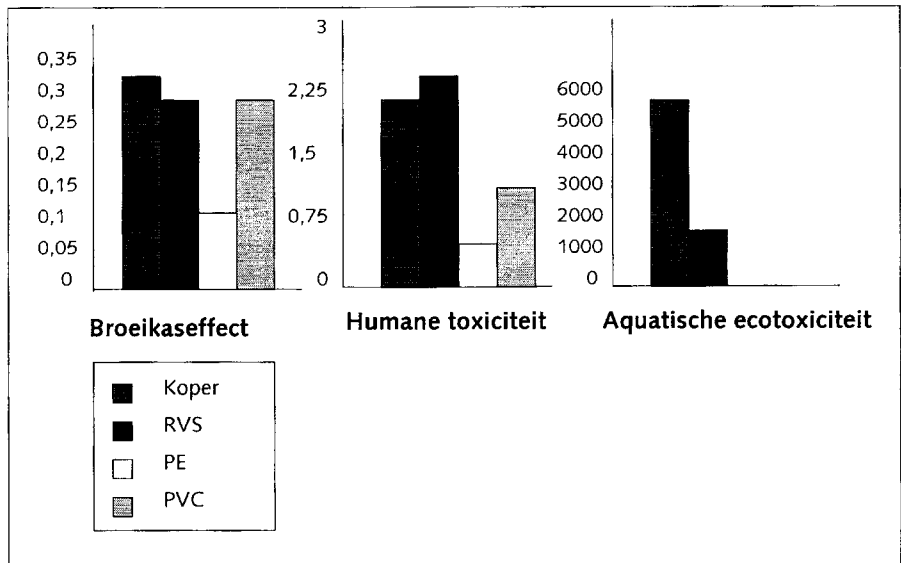 0,35
0,3
0,25
0,2
0,15
0,1
0,05
0
Broeikaseffect
3
2,25
1,5
0,75
0
Humane toxiciteit
6000
5000
4000
3000
2000
1000
0
Aquatische ecotoxiciteit
Koper
RVS
PE
PVC